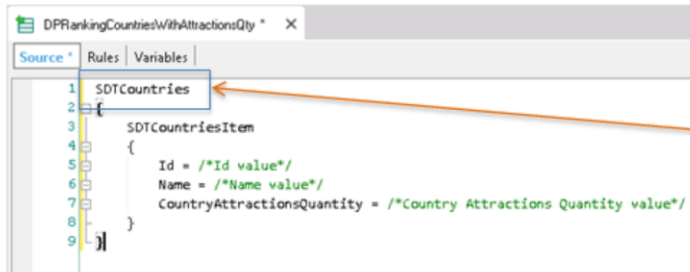 DPRankingCountriesWithAttractionsQty * X
Source * Rules Variables
1 SDTCountries
2 {
3 SDTCountriesItem
4 {
5 Id = /*Id value*/
6 Name = /*Name value*/
7 CountryAttractionsQuantity = /*Country Attractions Quantity value*/
8 }
9 }